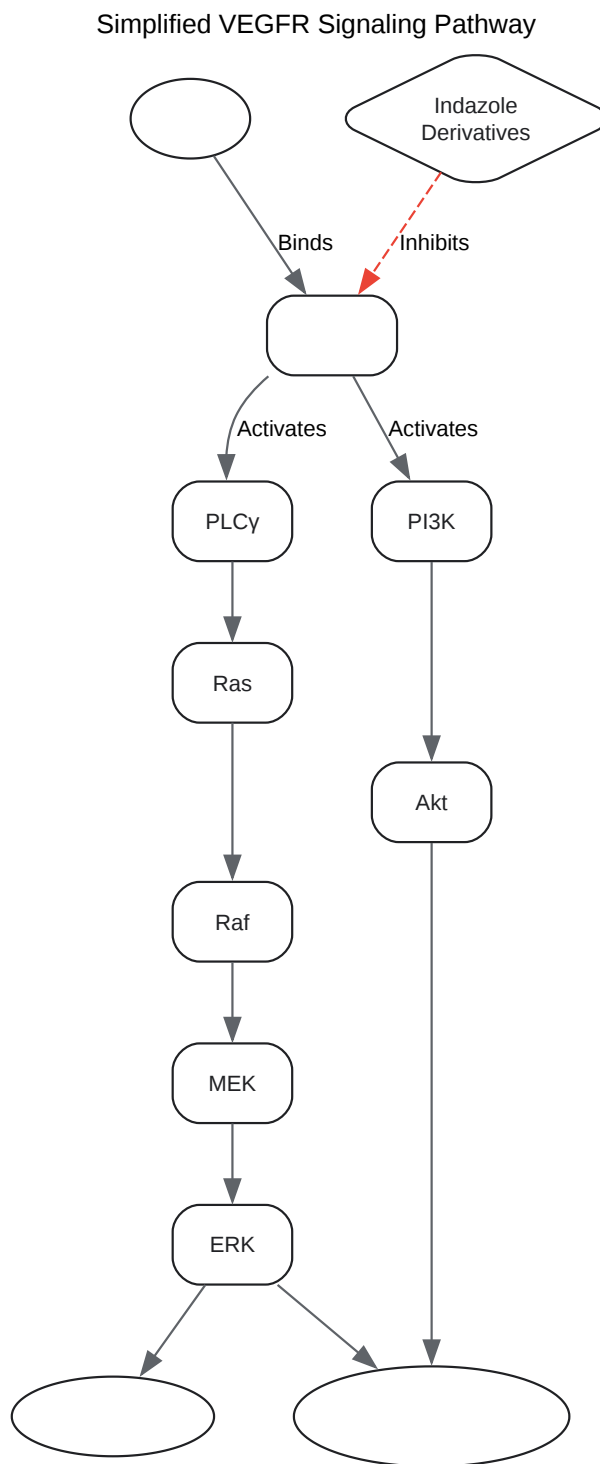 Simplified VEGFR Signaling Pathway
Indazole
Derivatives
Binds
Inhibits
Activates
Activates
PLCγ
PI3K
Ras
Akt
Raf
MEK
ERK